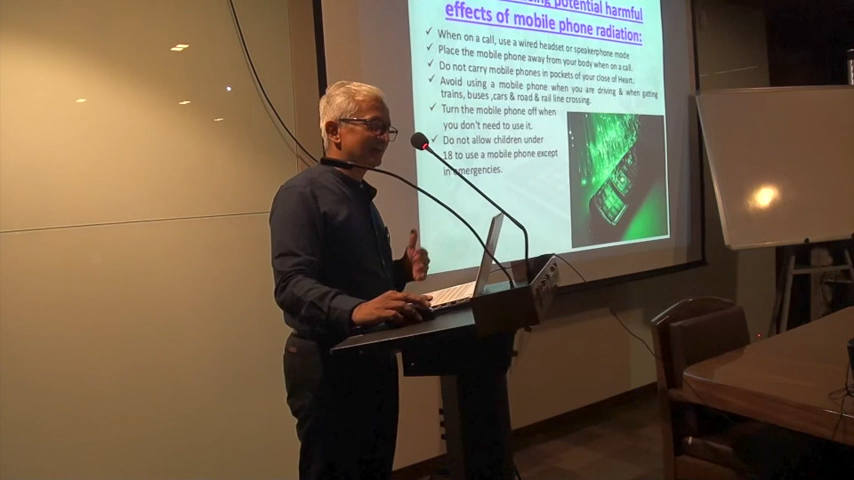 potential harmful
effects of mobile phone radiation:
✓ When on a call, use a wired headset or speakerphone mode
✓ Place the mobile phone away from your body when on a call.
✓ Do not carry mobile phones in pockets of your close of Heart.
✓ Avoid using a mobile phone when you are driving & when getting
trains, buses ,cars & road & rail line crossing.
✓ Turn the mobile phone off when
you don't need to use it.
✓ Do not allow children under
18 to use a mobile phone except
in emergencies.